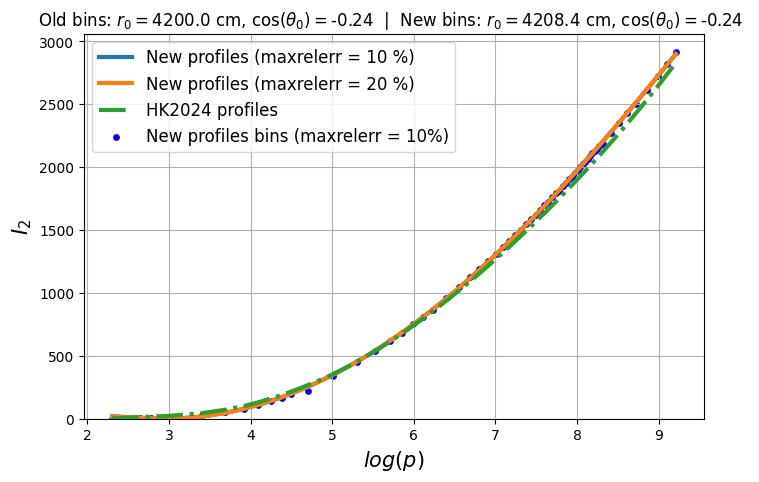 Old bins: r₀ = 4200.0 cm, cos(θ₀) = -0.24 | New bins: r₀ = 4208.4 cm, cos(θ₀) = -0.24
New profiles (maxrelerr = 10 %)
New profiles (maxrelerr = 20 %)
HK2024 profiles
New profiles bins (maxrelerr = 10%)
3000
2500
2000
1500
1000
500
0
I₂
2 3 4 5 6 7 8 9
log(p)